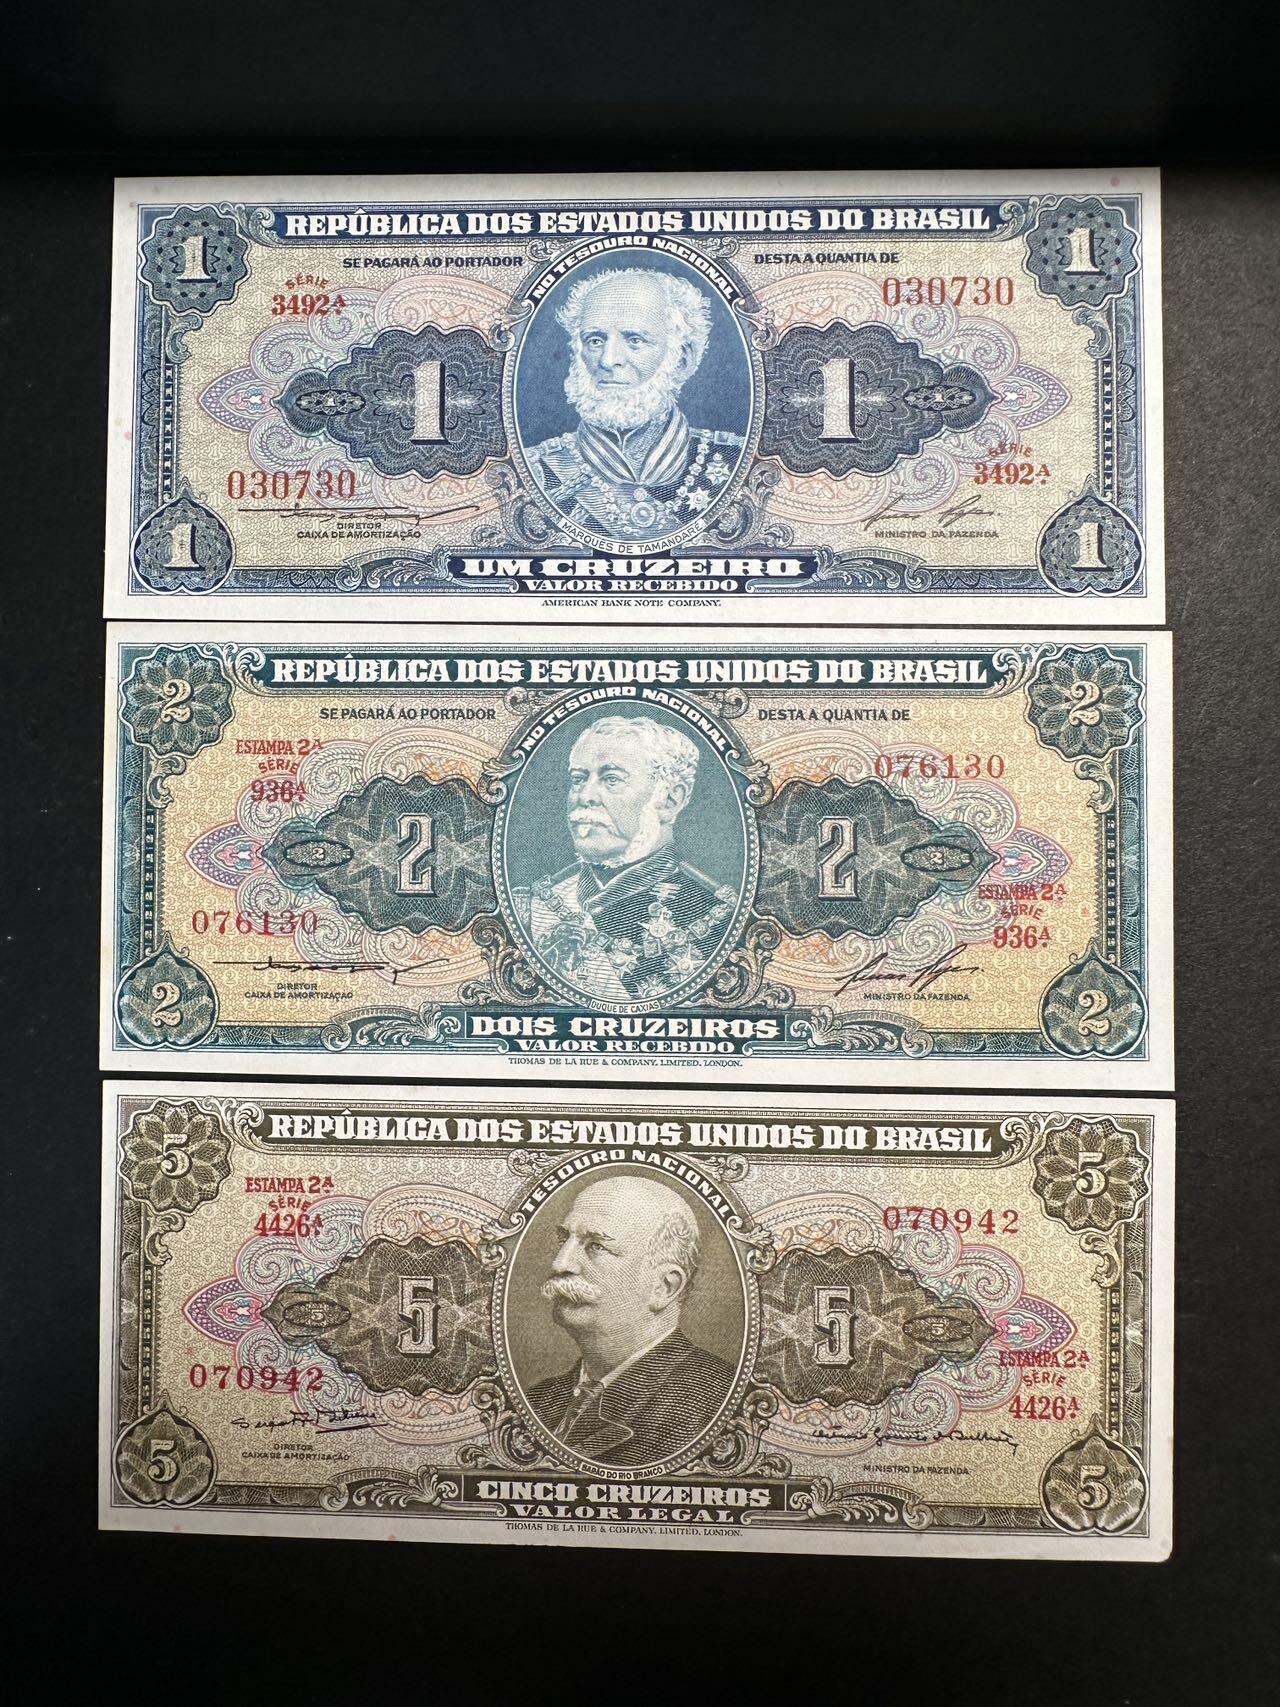 1
REPÚBLICA DOS ESTADOS UNIDOS DO BRASIL
1
SE PAGARÁ AO PORTADOR
NO TESOURO NACIONAL
DESTA A QUANTIA DE
SÉRIE
3492A
030730
1
1
1
1
030730
SÉRIE
3492A
DIRETOR
CAIXA DE AMORTIZAÇÃO
MARQUÊS DE TAMANDARÉ
MINISTRO DA FAZENDA
1
UM CRUZEIRO
1
VALOR RECEBIDO
AMERICAN BANK NOTE COMPANY.
2
REPÚBLICA DOS ESTADOS UNIDOS DO BRASIL
2
SE PAGARÁ AO PORTADOR
NO TESOURO NACIONAL
DESTA A QUANTIA DE
ESTAMPA 2A
SÉRIE
936A
076130
2
2
2
2
076130
ESTAMPA 2A
SÉRIE
936A
DIRETOR
CAIXA DE AMORTIZAÇÃO
DUQUE DE CAXIAS
MINISTRO DA FAZENDA
2
DOIS CRUZEIROS
2
VALOR RECEBIDO
THOMAS DE LA RUE & COMPANY, LIMITED, LONDON.
5
REPÚBLICA DOS ESTADOS UNIDOS DO BRASIL
5
TESOURO NACIONAL
ESTAMPA 2A
SÉRIE
4426A
070942
5
5
5
5
070942
ESTAMPA 2A
SÉRIE
4426A
DIRETOR
CAIXA DE AMORTIZAÇÃO
BARÃO DO RIO BRANCO
MINISTRO DA FAZENDA
5
CINCO CRUZEIROS
5
VALOR LEGAL
THOMAS DE LA RUE & COMPANY, LIMITED, LONDON.